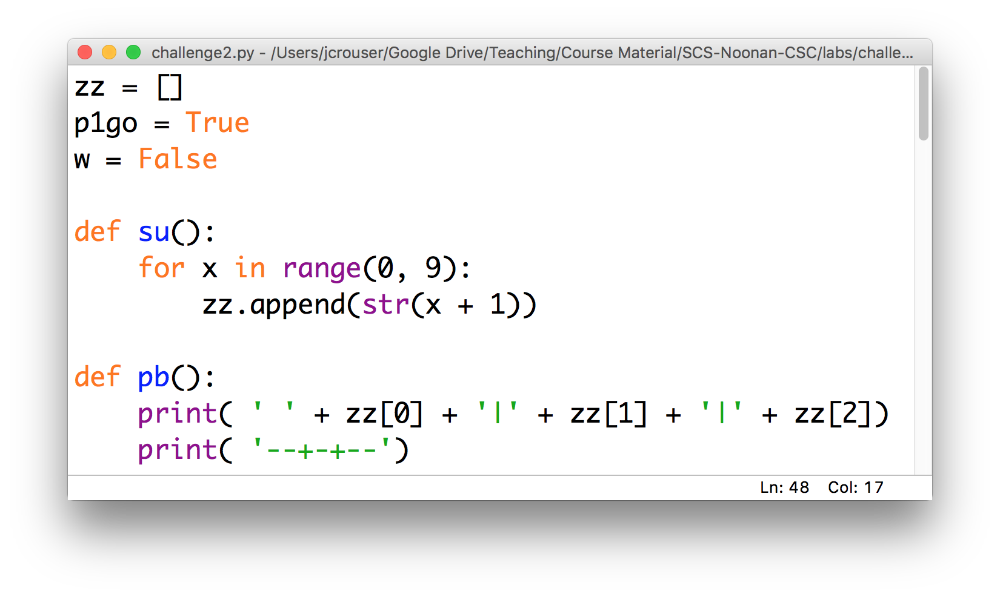 challenge2.py - /Users/jcrouser/Google Drive/Teaching/Course Material/SCS-Noonan-CSC/labs/challe...
zz = []
p1go = True
w = False

def su():
    for x in range(0, 9):
        zz.append(str(x + 1))

def pb():
    print( ' ' + zz[0] + '|' + zz[1] + '|' + zz[2])
    print( '--+-+--')
Ln: 48 Col: 17